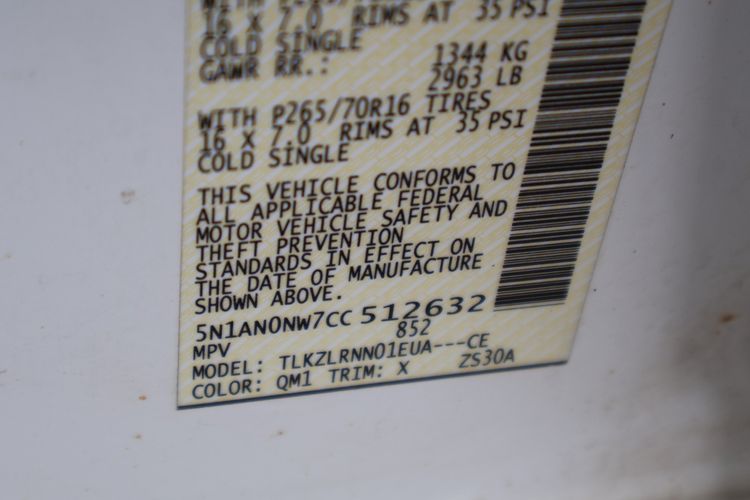 16 X 7.0 RIMS AT 35 PSI
COLD SINGLE
GAWR RR.: 1344 KG
2963 LB
WITH P265/70R16 TIRES
16 X 7.0 RIMS AT 35 PSI
COLD SINGLE
THIS VEHICLE CONFORMS TO
ALL APPLICABLE FEDERAL
MOTOR VEHICLE SAFETY AND
THEFT PREVENTION
STANDARDS IN EFFECT ON
THE DATE OF MANUFACTURE
SHOWN ABOVE.
5N1AN0NW7CC 512632
MPV 852
MODEL: TLKZLRNN01EUA---CE
COLOR: QM1 TRIM: X ZS30A